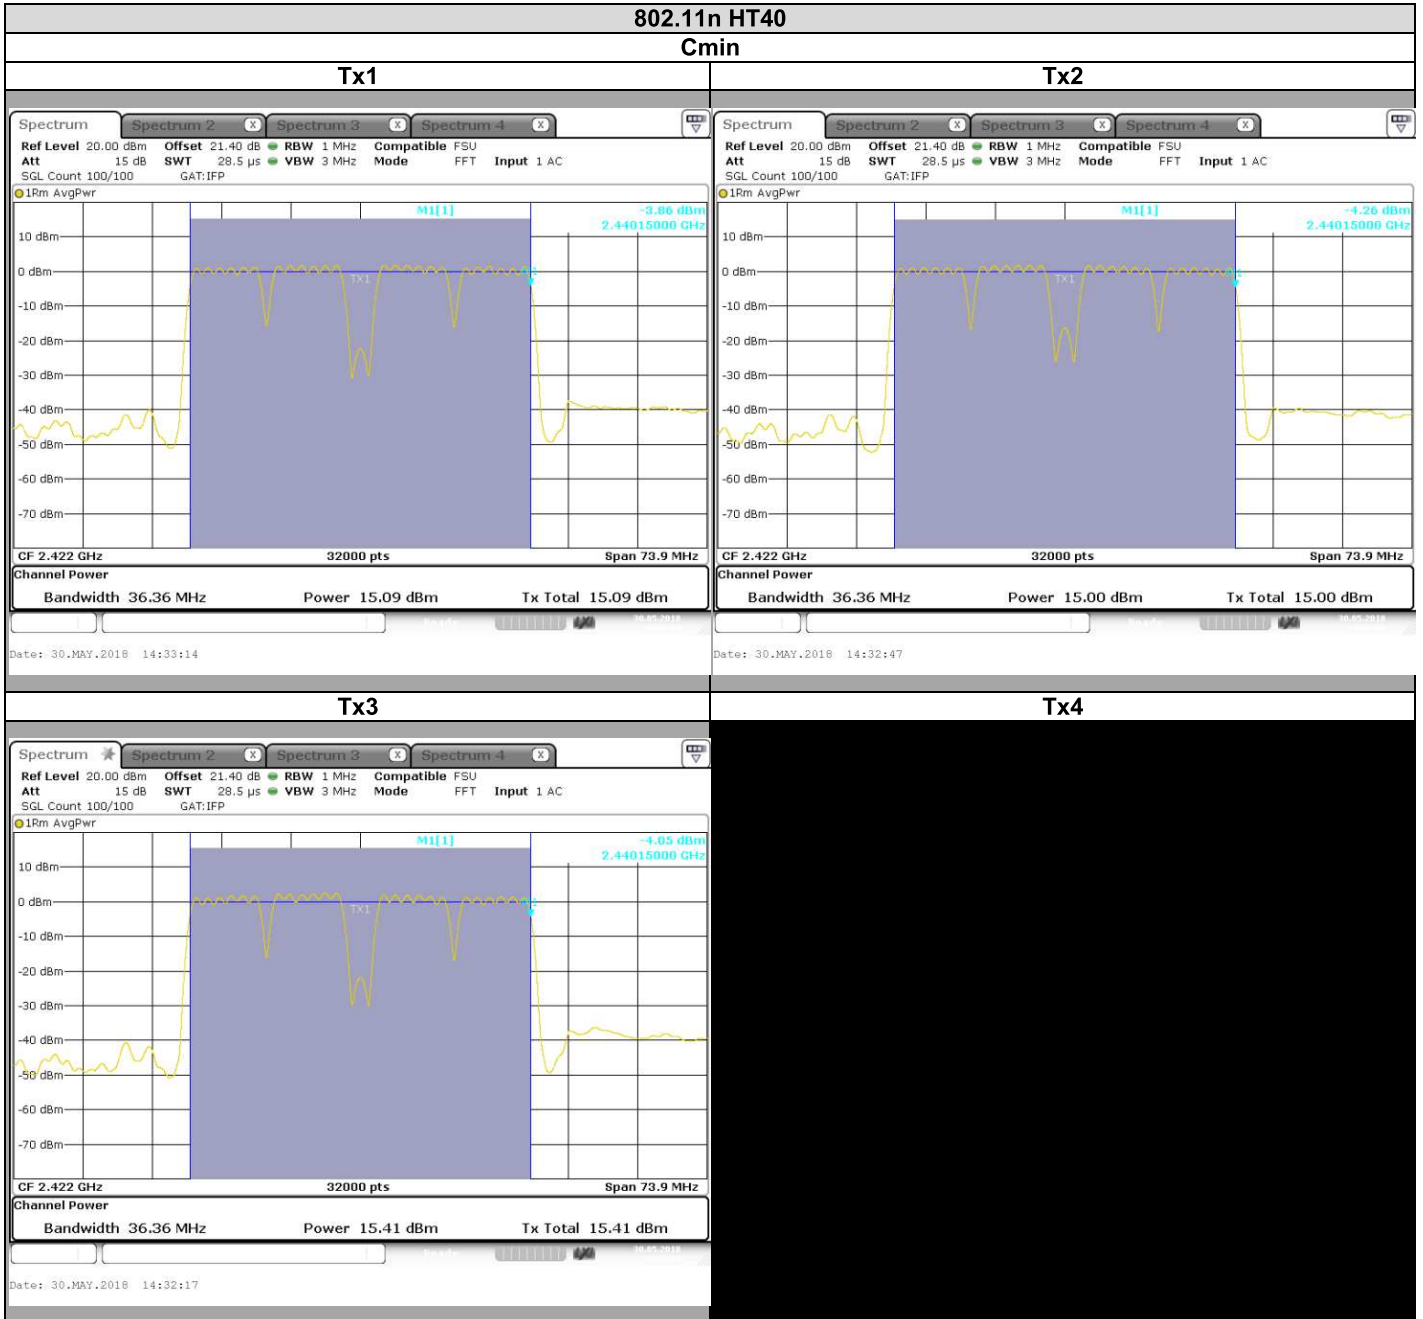 802.11n HT40
Cmin
Tx1 Tx2
Spectrum Spectrum 2 X Spectrum 3 X Spectrum 4 X
Ref Level 20.00 dBm Offset 21.40 dB RBW 1 MHz Compatible FSU
Att 15 dB SWT 28.5 µs VBW 3 MHz Mode FFT Input 1 AC
SGL Count 100/100 GAT:IFP
1Rm AvgPwr
M1[1] -3.86 dBm
2.44015000 GHz
10 dBm
0 dBm
TX1
-10 dBm
-20 dBm
-30 dBm
-40 dBm
-50 dBm
-60 dBm
-70 dBm
CF 2.422 GHz 32000 pts Span 73.9 MHz
Channel Power
Bandwidth 36.36 MHz Power 15.09 dBm Tx Total 15.09 dBm
30.05.2018
Date: 30.MAY.2018 14:33:14
Spectrum Spectrum 2 X Spectrum 3 X Spectrum 4 X
Ref Level 20.00 dBm Offset 21.40 dB RBW 1 MHz Compatible FSU
Att 15 dB SWT 28.5 µs VBW 3 MHz Mode FFT Input 1 AC
SGL Count 100/100 GAT:IFP
1Rm AvgPwr
M1[1] -4.26 dBm
2.44015000 GHz
10 dBm
0 dBm
TX1
-10 dBm
-20 dBm
-30 dBm
-40 dBm
-50 dBm
-60 dBm
-70 dBm
CF 2.422 GHz 32000 pts Span 73.9 MHz
Channel Power
Bandwidth 36.36 MHz Power 15.00 dBm Tx Total 15.00 dBm
30.05.2018
Date: 30.MAY.2018 14:32:47
Tx3 Tx4
Spectrum Spectrum 2 X Spectrum 3 X Spectrum 4 X
Ref Level 20.00 dBm Offset 21.40 dB RBW 1 MHz Compatible FSU
Att 15 dB SWT 28.5 µs VBW 3 MHz Mode FFT Input 1 AC
SGL Count 100/100 GAT:IFP
1Rm AvgPwr
M1[1] -4.05 dBm
2.44015000 GHz
10 dBm
0 dBm
TX1
-10 dBm
-20 dBm
-30 dBm
-40 dBm
-50 dBm
-60 dBm
-70 dBm
CF 2.422 GHz 32000 pts Span 73.9 MHz
Channel Power
Bandwidth 36.36 MHz Power 15.41 dBm Tx Total 15.41 dBm
30.05.2018
Date: 30.MAY.2018 14:32:17